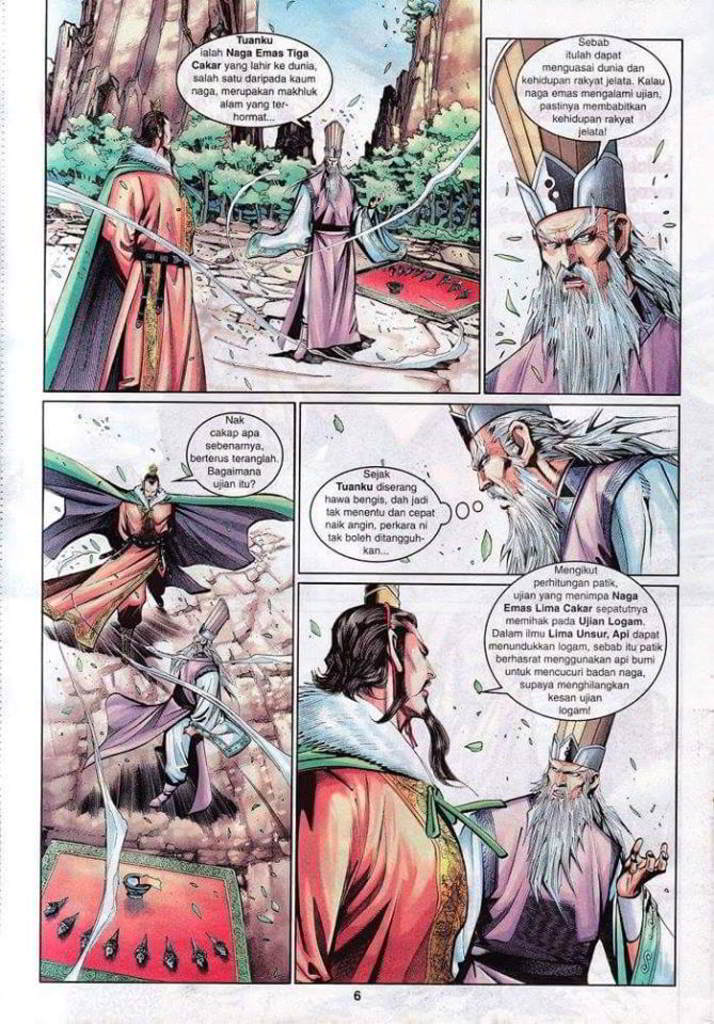 Tuanku
ialah Naga Emas Tiga
Cakar yang lahir ke dunia,
salah satu daripada kaum
naga, merupakan makhluk
alam yang ter-
hormat...
Sebab
itulah dapat
menguasai dunia dan
kehidupan rakyat jelata. Kalau
naga emas mengalami ujian,
pastinya membabitkan
kehidupan rakyat
jelata!
Nak
cakap apa
sebenarnya,
berterus teranglah.
Bagaimana
ujian itu?
Sejak
Tuanku diserang
hawa bengis, dah jadi
tak menentu dan cepat
naik angin, perkara ni
tak boleh ditangguh-
kan...
Mengikut
perhitungan patik,
ujian yang menimpa Naga
Emas Lima Cakar sepatutnya
memihak pada Ujian Logam.
Dalam ilmu Lima Unsur, Api dapat
menundukkan logam, sebab itu patik
berhasrat menggunakan api bumi
untuk mencucuri badan naga,
supaya menghilangkan
kesan ujian
logam!
6